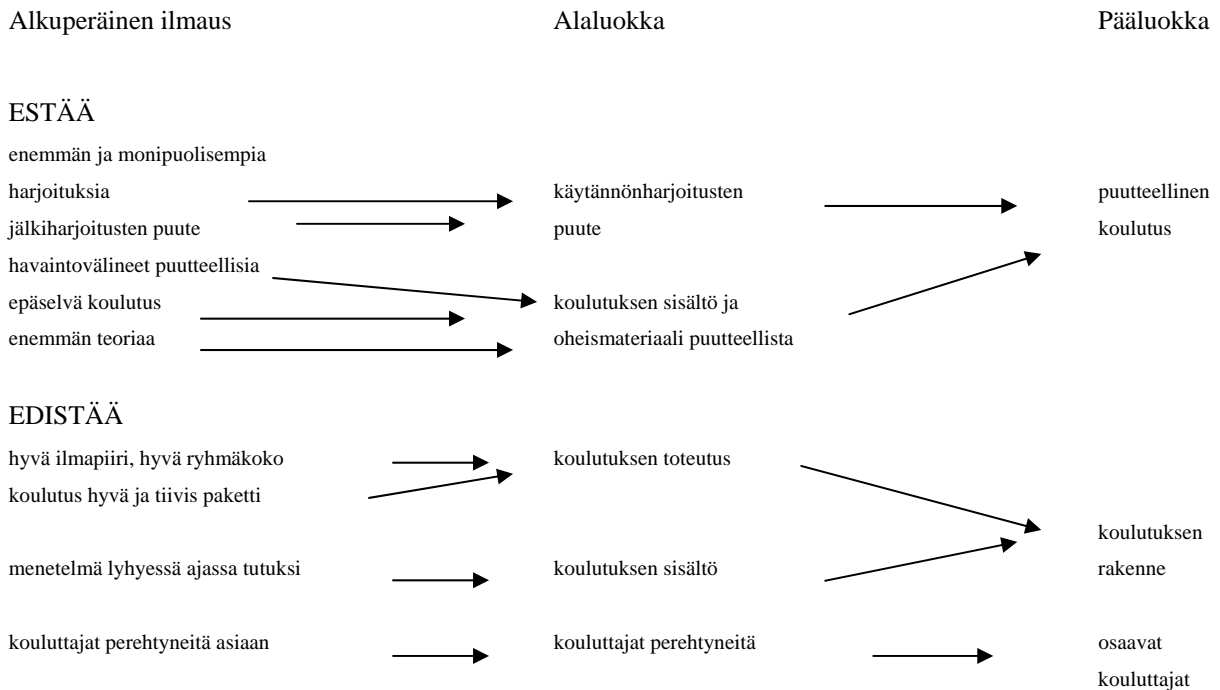 Alkuperäinen ilmaus Alaluokka Pääluokka
ESTÄÄ
enemmän ja monipuolisempia
harjoituksia käytännönharjoitusten puutteellinen
jälkiharjoitusten puute puute koulutus
havaintovälineet puutteellisia
epäselvä koulutus koulutuksen sisältö ja
enemmän teoriaa oheismateriaali puutteellista
EDISTÄÄ
hyvä ilmapiiri, hyvä ryhmäkoko koulutuksen toteutus
koulutus hyvä ja tiivis paketti
koulutuksen
menetelmä lyhyessä ajassa tutuksi koulutuksen sisältö rakenne
kouluttajat perehtyneitä asiaan kouluttajat perehtyneitä osaavat
kouluttajat